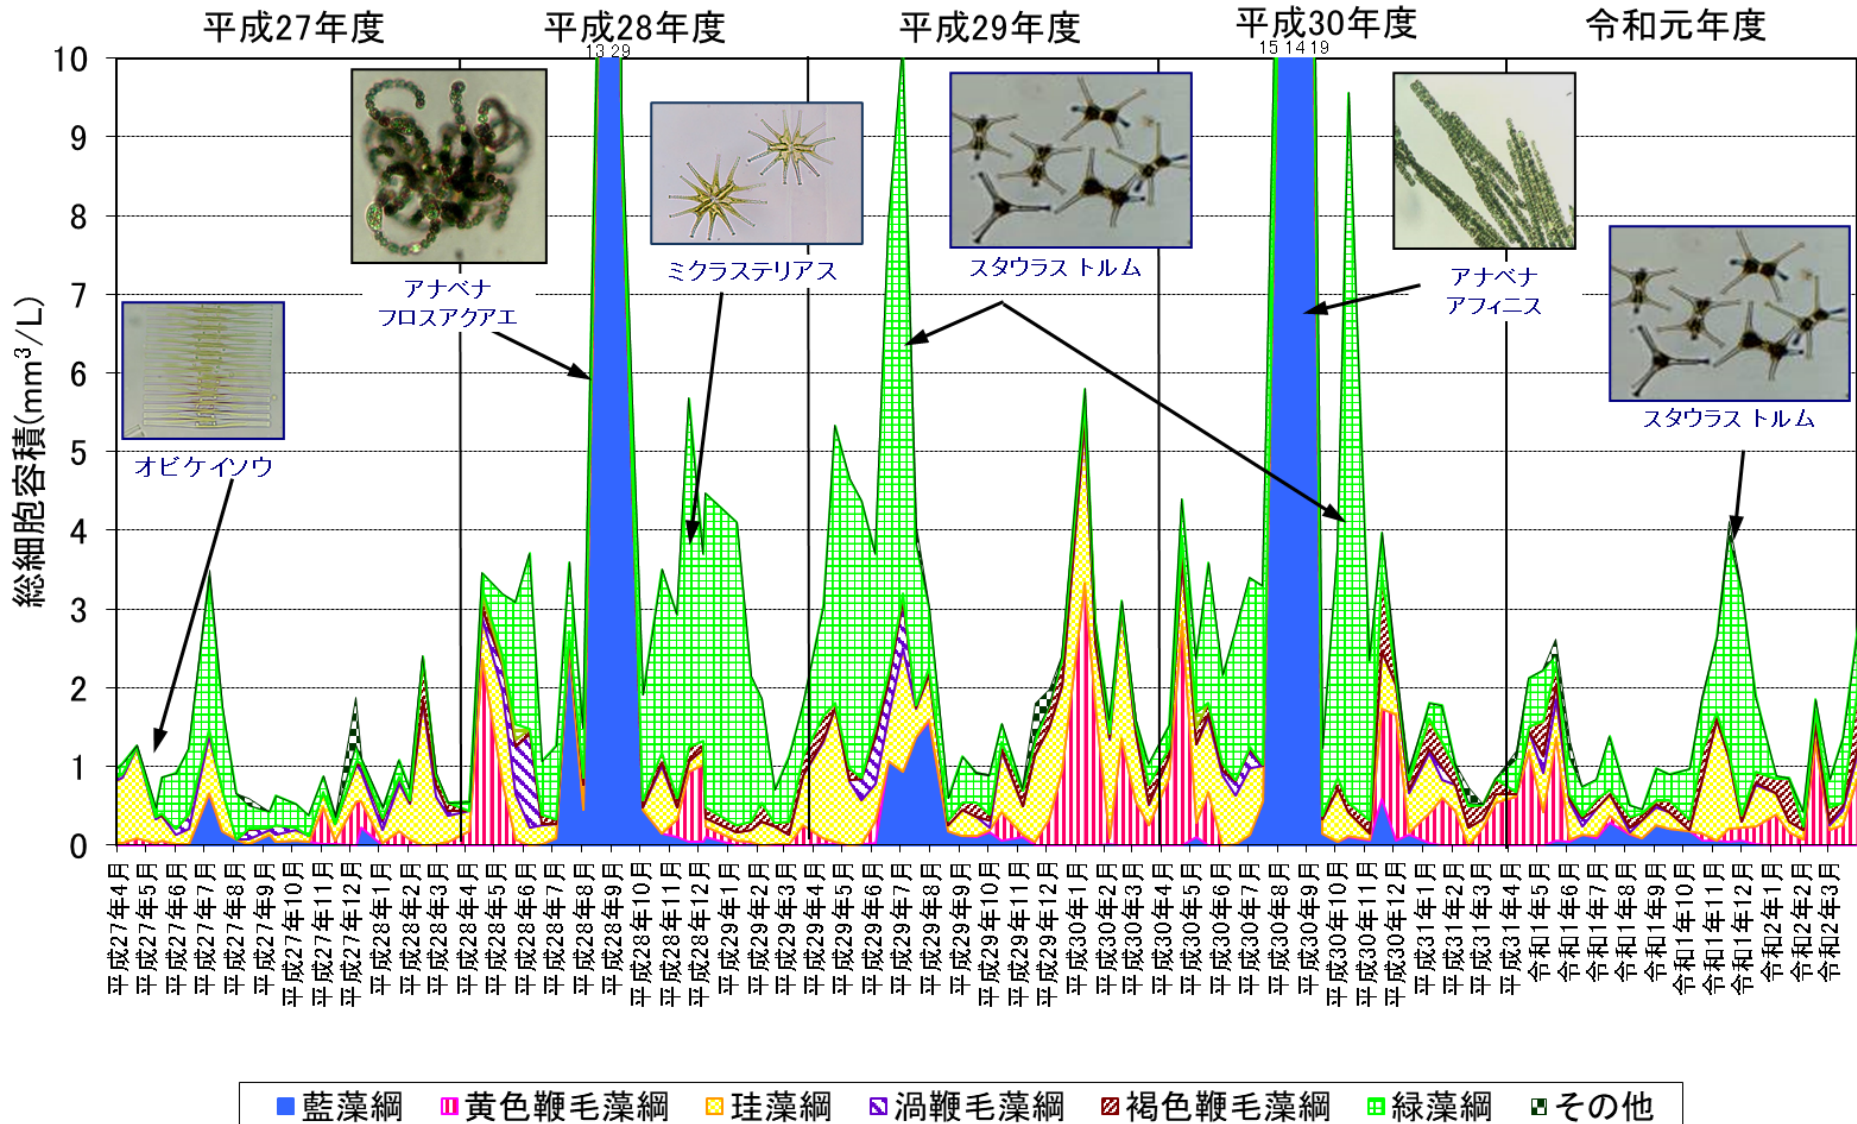 平成27年度
平成28年度
平成29年度
平成30年度
令和元年度
13 29
15 14 19
総細胞容積(mm³/L)
10
9
8
7
6
5
4
3
2
1
0
オビケイソウ
アナベナ
フロスアクアエ
ミクラステリアス
スタウラストルム
アナベナ
アフィニス
スタウラストルム
平成27年4月
平成27年5月
平成27年6月
平成27年7月
平成27年8月
平成27年9月
平成27年10月
平成27年11月
平成27年12月
平成28年1月
平成28年2月
平成28年3月
平成28年4月
平成28年5月
平成28年6月
平成28年7月
平成28年8月
平成28年9月
平成28年10月
平成28年11月
平成28年12月
平成29年1月
平成29年2月
平成29年3月
平成29年4月
平成29年5月
平成29年6月
平成29年7月
平成29年8月
平成29年9月
平成29年10月
平成29年11月
平成29年12月
平成30年1月
平成30年2月
平成30年3月
平成30年4月
平成30年5月
平成30年6月
平成30年7月
平成30年8月
平成30年9月
平成30年10月
平成30年11月
平成30年12月
平成31年1月
平成31年2月
平成31年3月
平成31年4月
令和1年5月
令和1年6月
令和1年7月
令和1年8月
令和1年9月
令和1年10月
令和1年11月
令和1年12月
令和2年1月
令和2年2月
令和2年3月
藍藻綱 黄色鞭毛藻綱 珪藻綱 渦鞭毛藻綱 褐色鞭毛藻綱 緑藻綱 その他